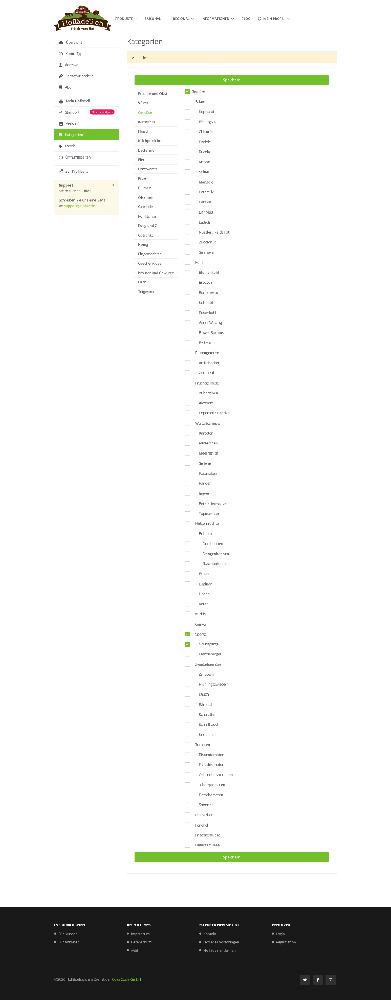 Hoflädeli.ch
frisch vom Hof
PRODUKTE
SAISONAL
REGIONAL
INFORMATIONEN
BLOG
MEIN PROFIL
Übersicht
Konto-Typ
Adresse
Passwort ändern
Abo
Mein Hoflädeli
Standort
Bitte bestätigen
Verkauf
Kategorien
Labels
Öffnungszeiten
Zur Profilseite
Support
Sie brauchen Hilfe?
Schreiben Sie uns eine E-Mail
an support@hoflaede.li
Kategorien
Hilfe
Speichern
Früchte und Obst
Wurst
Gemüse
Kartoffeln
Fleisch
Milchprodukte
Backwaren
Eier
Forstwaren
Pilze
Blumen
Ölsamen
Getreide
Konfitüren
Essig und Öl
Getränke
Honig
Eingemachtes
Geschenkideen
Kräuter und Gewürze
Fisch
Teigwaren
Gemüse
Salate
Kopfsalat
Eisbergsalat
Chicorée
Endivie
Rucola
Kresse
Spinat
Mangold
Petersilie
Batavia
Eichblatt
Lattich
Nüssler / Feldsalat
Zuckerhut
Salanova
Kohl
Blumenkohl
Broccoli
Romanesco
Kohlrabi
Rosenkohl
Wirz / Wirsing
Flower Sprouts
Federkohl
Blütengemüse
Artischocken
Zucchetti
Fruchtgemüse
Auberginen
Avocado
Peperoni / Paprika
Wurzelgemüse
Karotten
Radieschen
Meerrettich
Sellerie
Pastinaken
Randen
Ingwer
Petersilienwurzel
Topinambur
Hülsenfrüchte
Bohnen
Dörrbohnen
Stangenbohnen
Buschbohnen
Erbsen
Lupinen
Linsen
Kefen
Kürbis
Gurken
Spargel
Grünspargel
Bleichspargel
Zwiebelgemüse
Zwiebeln
Frühlingszwiebeln
Lauch
Bärlauch
Schalotten
Schnittlauch
Knoblauch
Tomaten
Rispentomaten
Fleischtomaten
Ochsenherztomaten
Cherrytomaten
Datteltomaten
Saporini
Rhabarber
Fenchel
Frischgemuese
Lagergemuese
Speichern
INFORMATIONEN
Für Kunden
Für Anbieter
RECHTLICHES
Impressum
Datenschutz
AGB
SO ERREICHEN SIE UNS
Kontakt
Hoflädeli vorschlagen
Hoflädeli entfernen
BENUTZER
Login
Registration
©2026 Hoflädeli.ch, ein Dienst der ColorCode GmbH